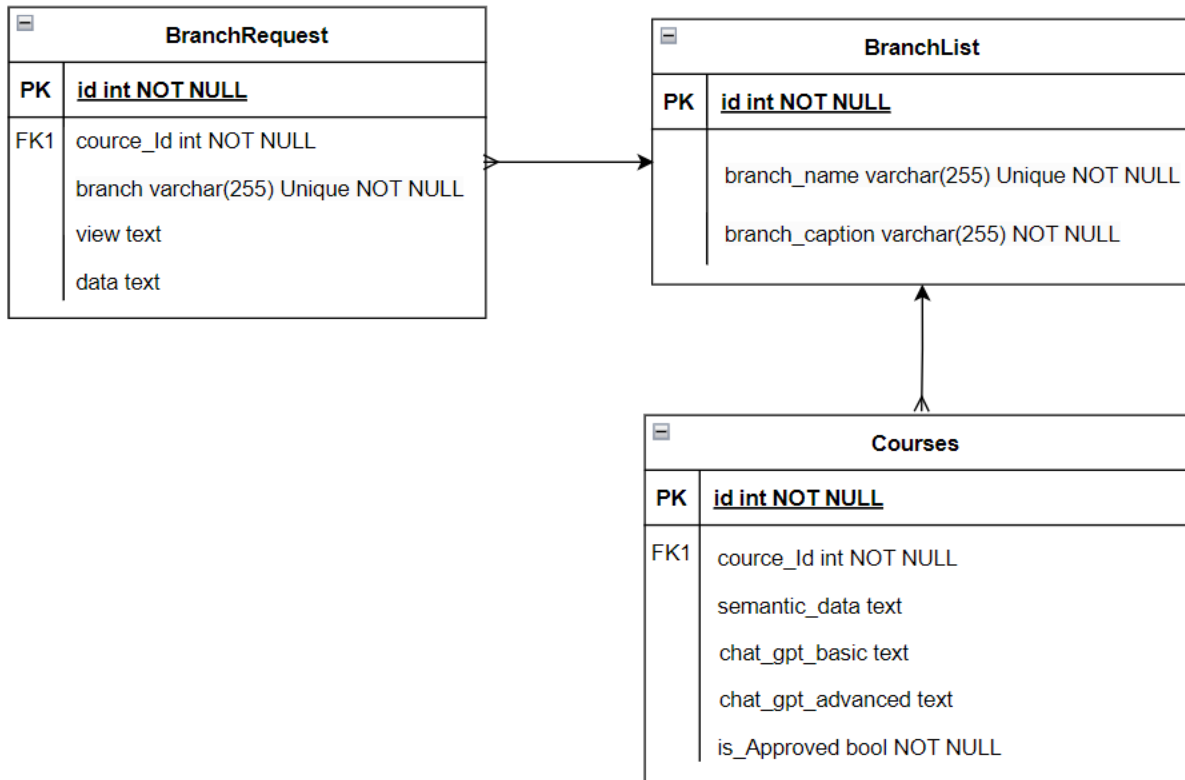 BranchRequest
PK id int NOT NULL
FK1 cource_Id int NOT NULL
branch varchar(255) Unique NOT NULL
view text
data text
BranchList
PK id int NOT NULL
branch_name varchar(255) Unique NOT NULL
branch_caption varchar(255) NOT NULL
Courses
PK id int NOT NULL
FK1 cource_Id int NOT NULL
semantic_data text
chat_gpt_basic text
chat_gpt_advanced text
is_Approved bool NOT NULL